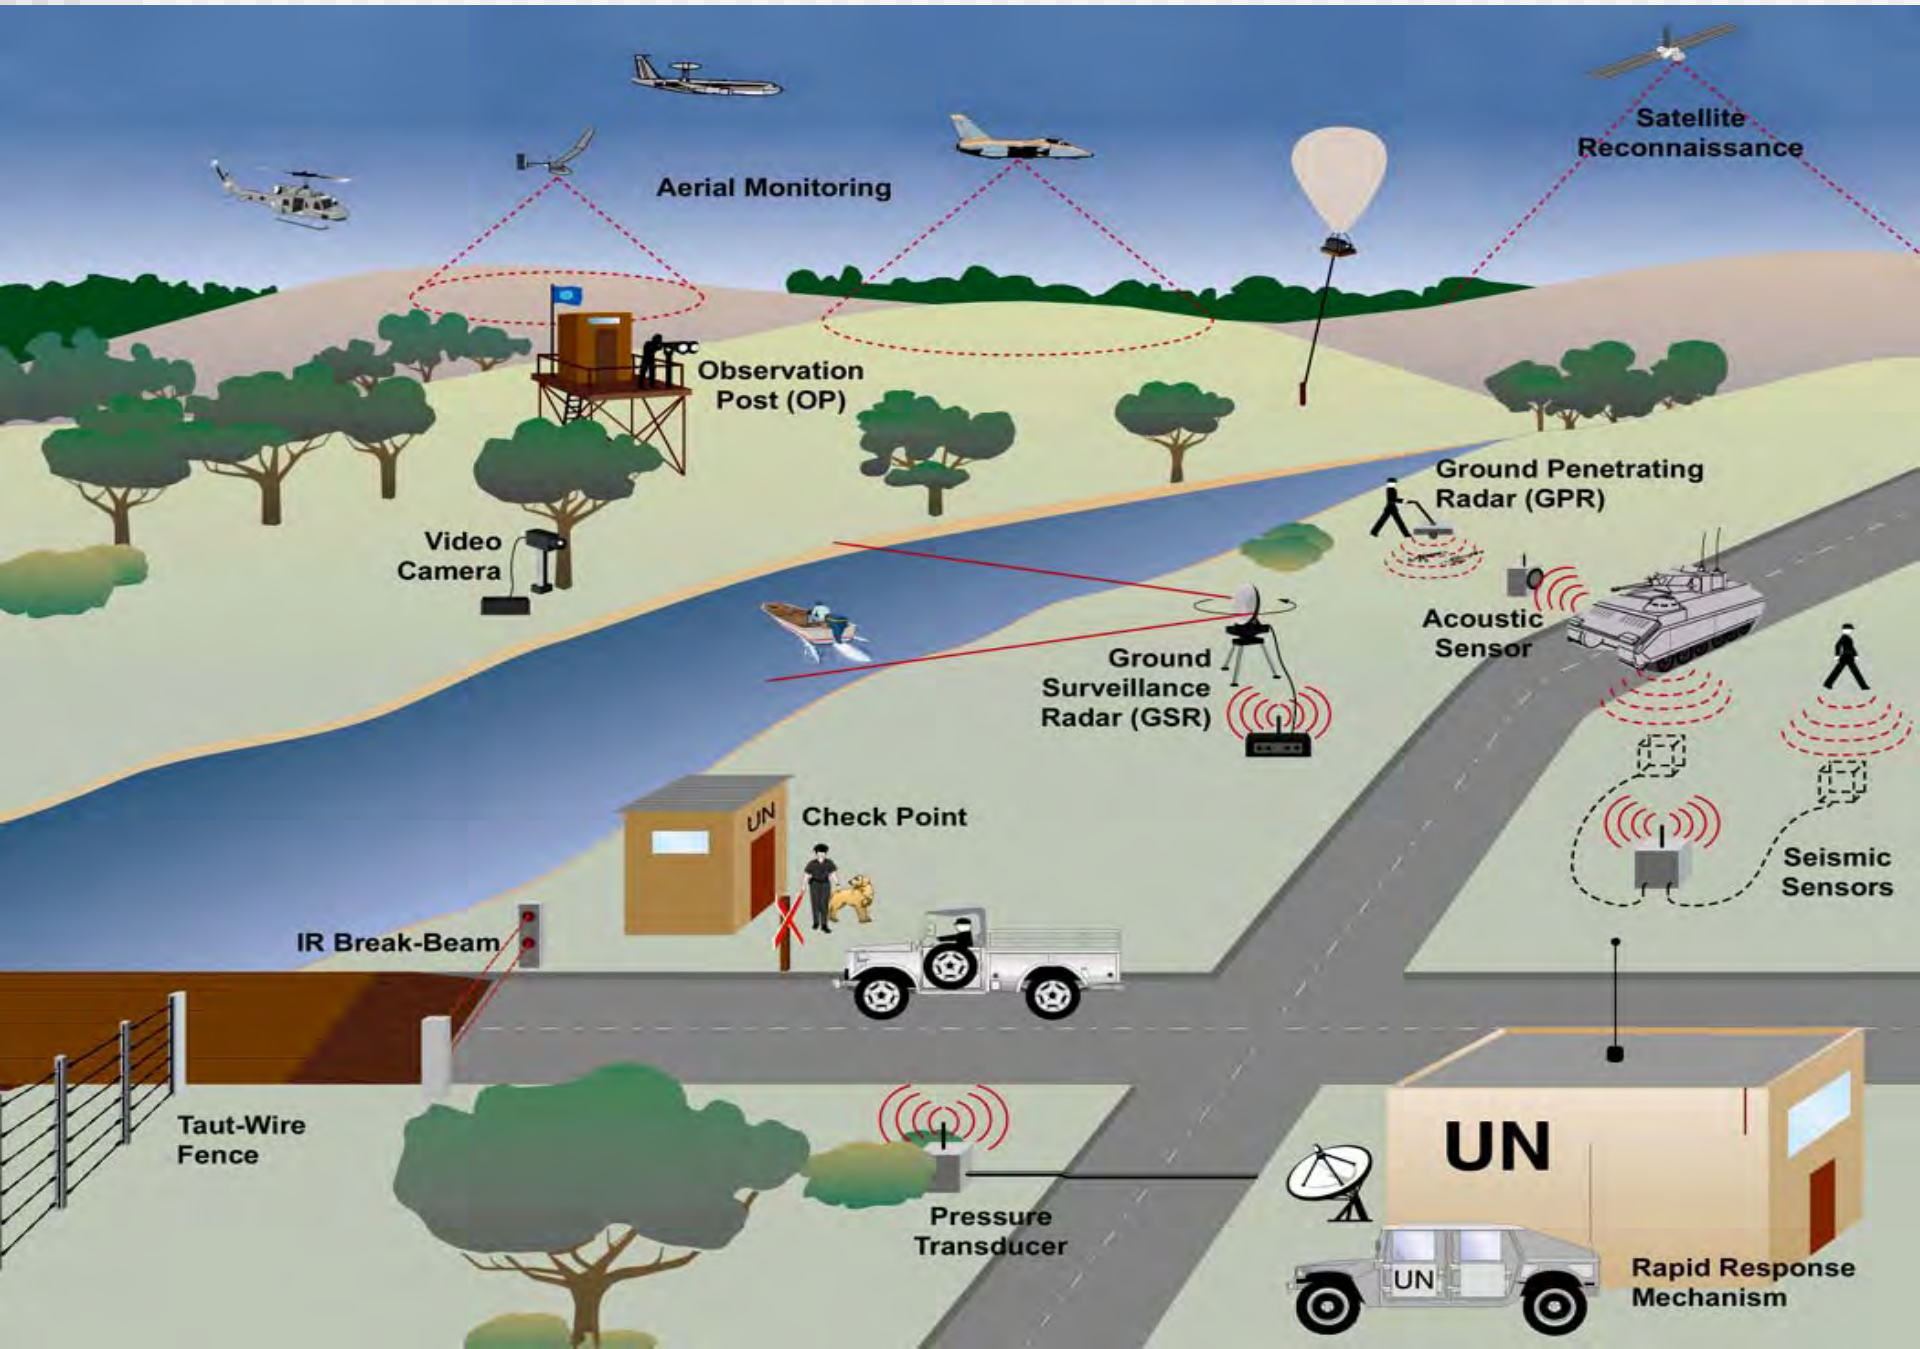 Satellite
Reconnaissance
Aerial Monitoring
Observation
Post (OP)
Ground Penetrating
Radar (GPR)
Video
Camera
Acoustic
Sensor
Ground
Surveillance
Radar (GSR)
UN
Check Point
Seismic
Sensors
IR Break-Beam
Taut-Wire
Fence
UN
Pressure
Transducer
UN
Rapid Response
Mechanism